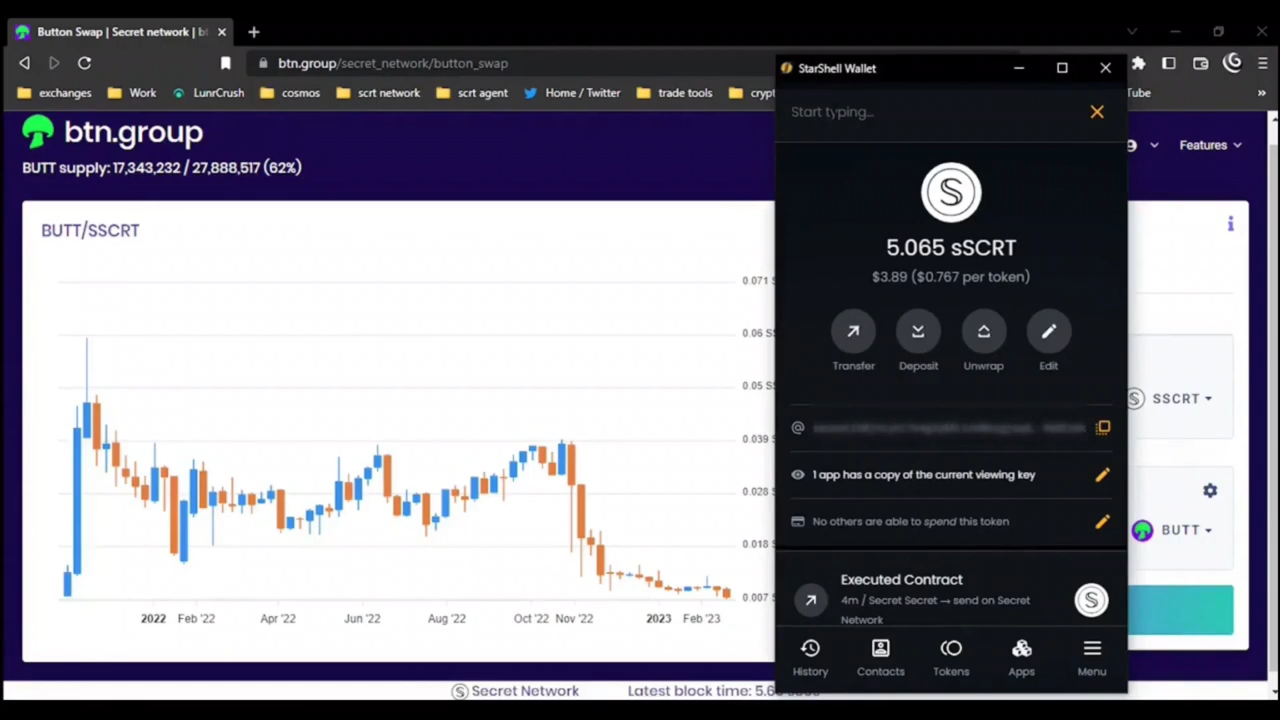 Button Swap | Secret network | bt
btn.group/secret_network/button_swap
exchanges
Work
LunrCrush
cosmos
scrt network
scrt agent
Home / Twitter
trade tools
crypt
Tube
»
btn.group
BUTT supply: 17,343,232 / 27,888,517 (62%)
Features
BUTT/SSCRT
0.071 S
0.06 SS
0.05 SS
0.039 S
0.028 S
0.018 S
0.007 S
2022
Feb '22
Apr '22
Jun '22
Aug '22
Oct '22
Nov '22
2023
Feb '23
SSCRT
BUTT
Secret Network
Latest block time: 5.6
StarShell Wallet
Start typing...
S
5.065 sSCRT
$3.89 ($0.767 per token)
Transfer
Deposit
Unwrap
Edit
@
1 app has a copy of the current viewing key
No others are able to spend this token
Executed Contract
4m / Secret Secret → send on Secret
Network
History
Contacts
Tokens
Apps
Menu